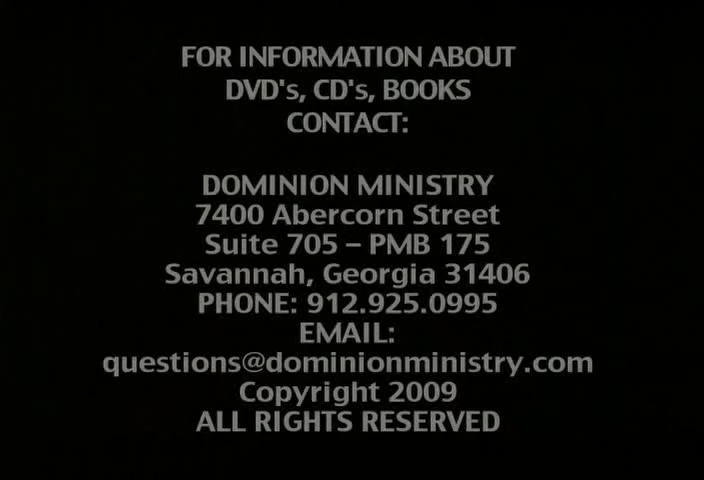 FOR INFORMATION ABOUT
DVD's, CD's, BOOKS
CONTACT:
DOMINION MINISTRY
7400 Abercorn Street
Suite 705 – PMB 175
Savannah, Georgia 31406
PHONE: 912.925.0995
EMAIL:
questions@dominionministry.com
Copyright 2009
ALL RIGHTS RESERVED